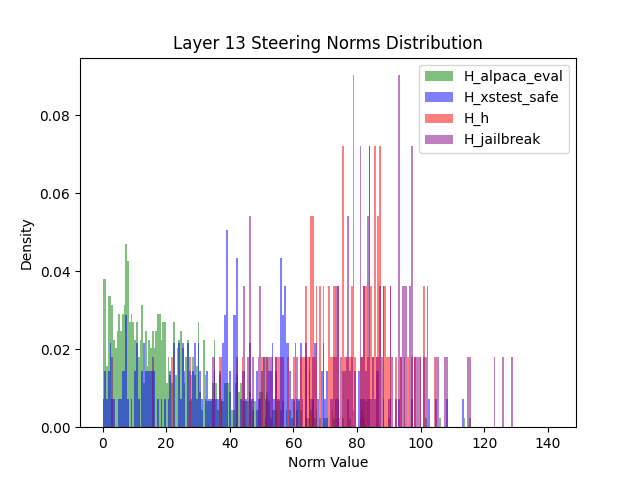 Layer 13 Steering Norms Distribution
H_alpaca_eval
H_xstest_safe
H_h
H_jailbreak
Density
0.08
0.06
0.04
0.02
0.00
0 20 40 60 80 100 120 140
Norm Value